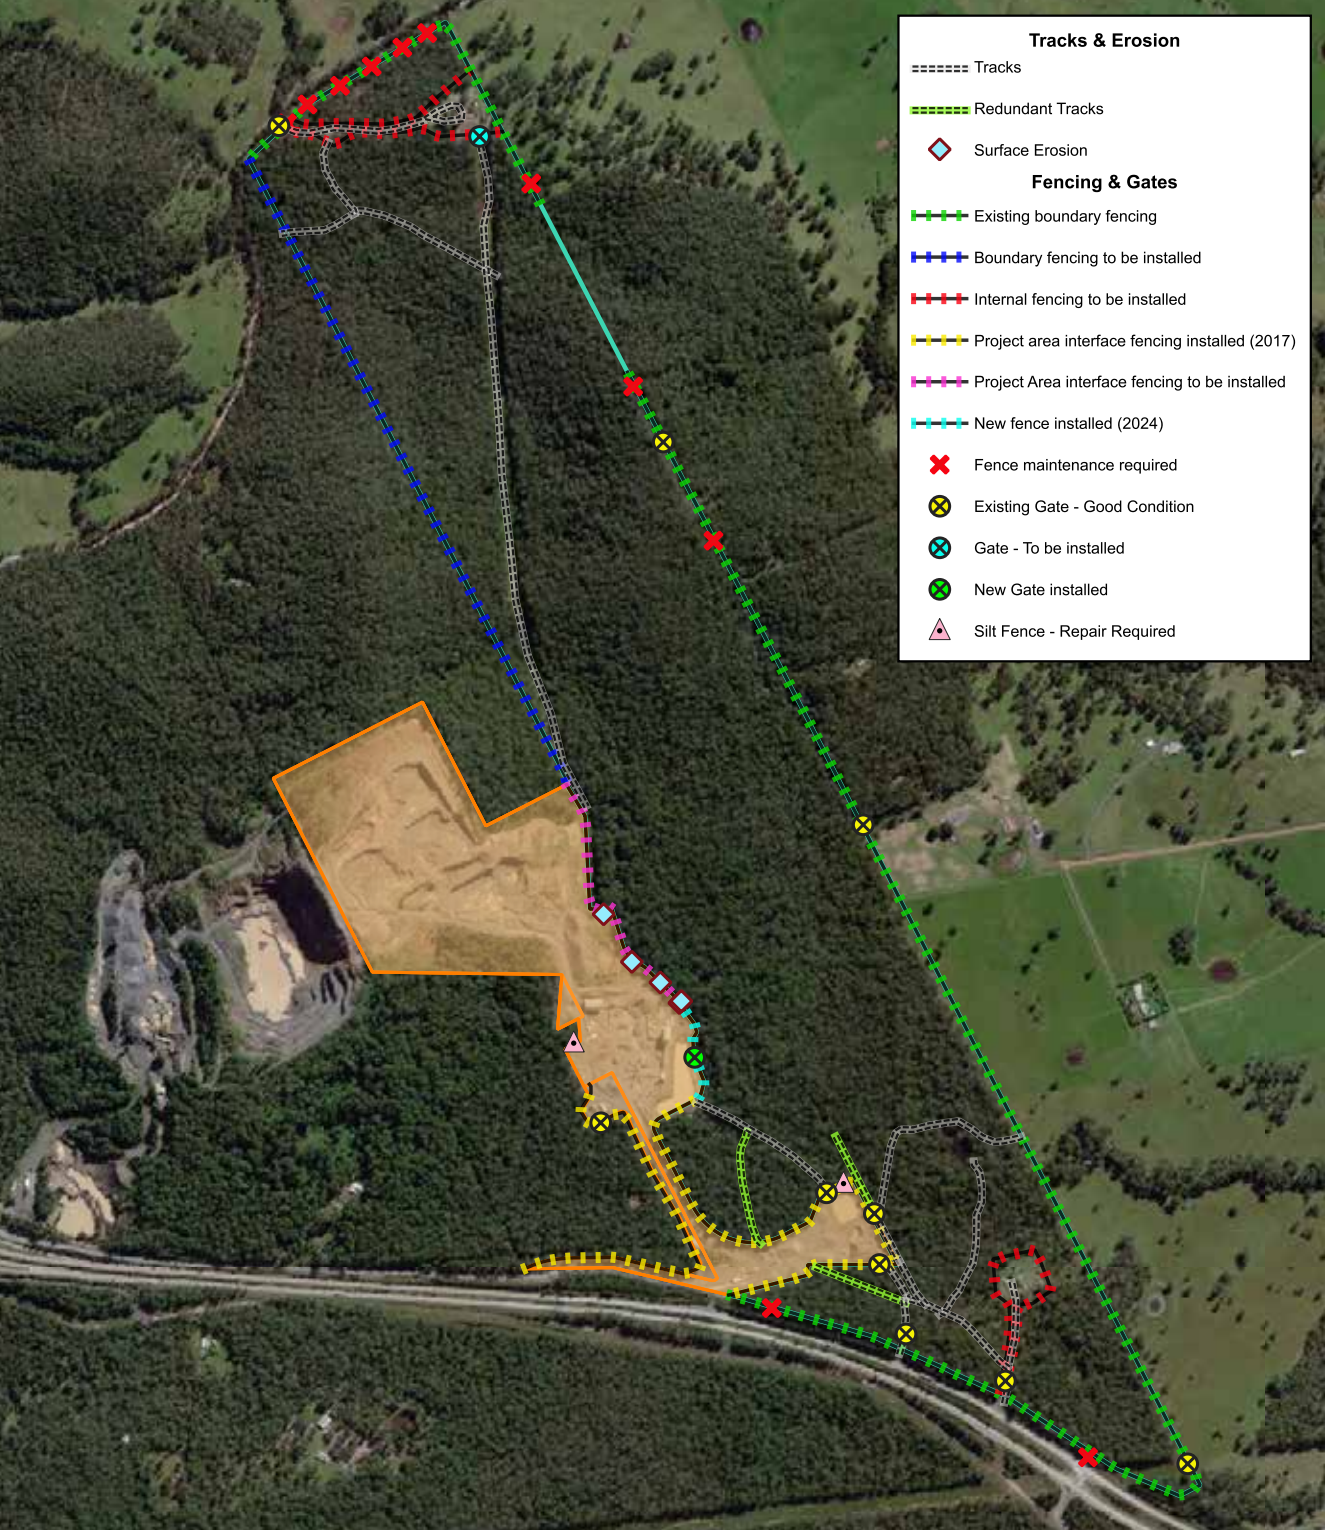 Tracks & Erosion
Tracks
Redundant Tracks
Surface Erosion
Fencing & Gates
Existing boundary fencing
Boundary fencing to be installed
Internal fencing to be installed
Project area interface fencing installed (2017)
Project Area interface fencing to be installed
New fence installed (2024)
Fence maintenance required
Existing Gate - Good Condition
Gate - To be installed
New Gate installed
Silt Fence - Repair Required